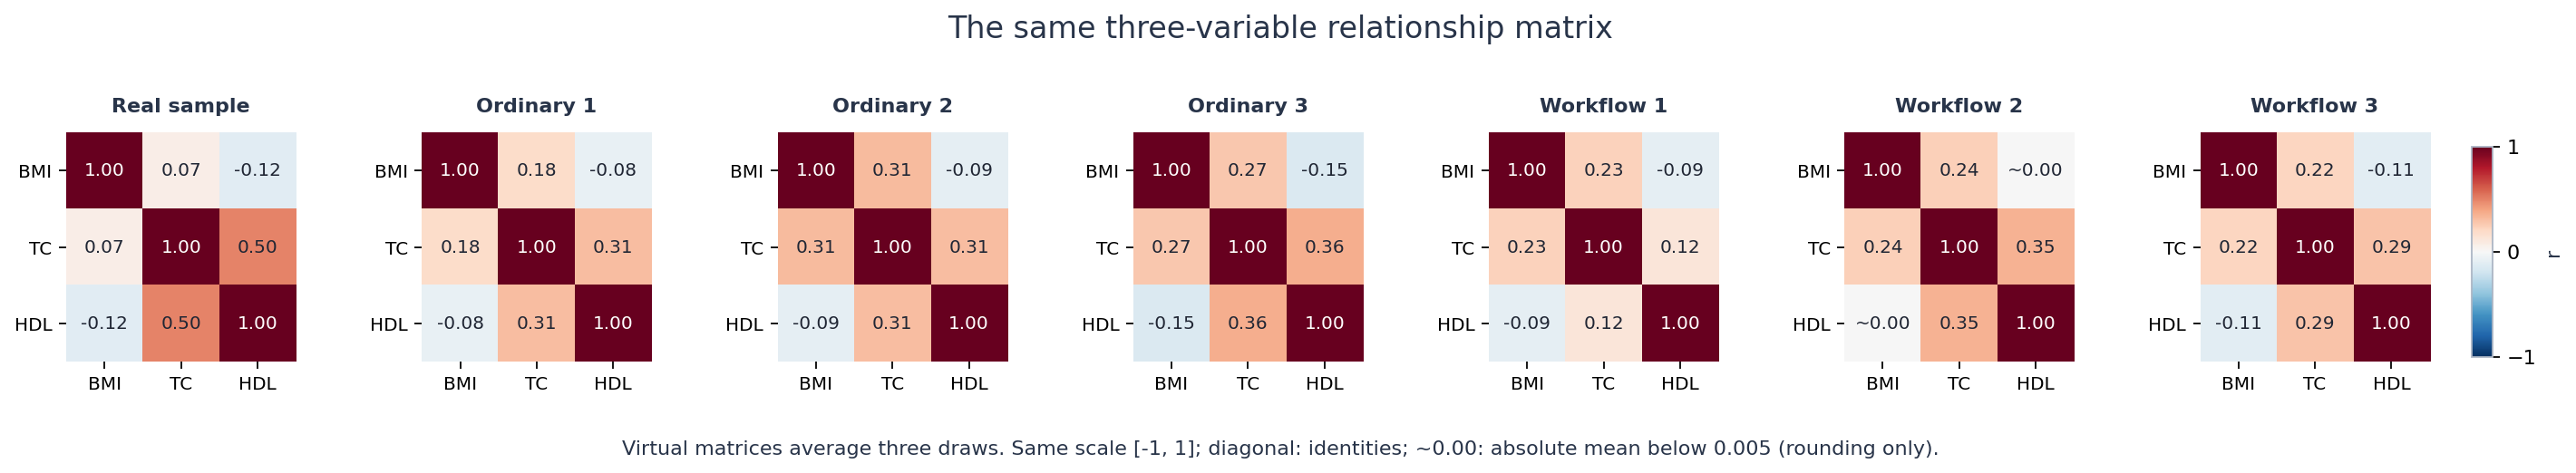 The same three-variable relationship matrix
Real sample
Ordinary 1
Ordinary 2
Ordinary 3
Workflow 1
Workflow 2
Workflow 3
BMI 1.00 0.07 -0.12
TC 0.07 1.00 0.50
HDL -0.12 0.50 1.00
BMI TC HDL
BMI 1.00 0.18 -0.08
TC 0.18 1.00 0.31
HDL -0.08 0.31 1.00
BMI TC HDL
BMI 1.00 0.31 -0.09
TC 0.31 1.00 0.31
HDL -0.09 0.31 1.00
BMI TC HDL
BMI 1.00 0.27 -0.15
TC 0.27 1.00 0.36
HDL -0.15 0.36 1.00
BMI TC HDL
BMI 1.00 0.23 -0.09
TC 0.23 1.00 0.12
HDL -0.09 0.12 1.00
BMI TC HDL
BMI 1.00 0.24 ~0.00
TC 0.24 1.00 0.35
HDL ~0.00 0.35 1.00
BMI TC HDL
BMI 1.00 0.22 -0.11
TC 0.22 1.00 0.29
HDL -0.11 0.29 1.00
BMI TC HDL
1
0
−1
r
Virtual matrices average three draws. Same scale [-1, 1]; diagonal: identities; ~0.00: absolute mean below 0.005 (rounding only).